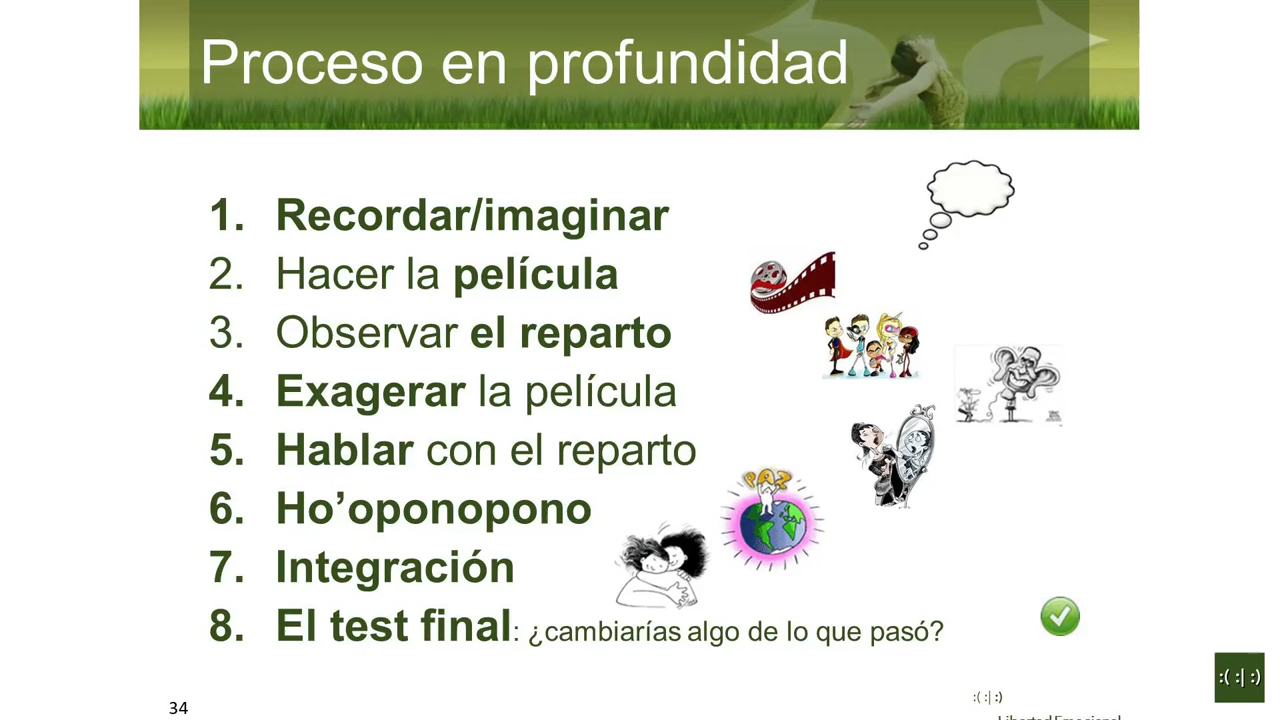 Proceso en profundidad
1. Recordar/imaginar
2. Hacer la película
3. Observar el reparto
4. Exagerar la película
5. Hablar con el reparto
PAZ
6. Ho’oponopono
7. Integración
8. El test final: ¿cambiarías algo de lo que pasó?
:( :| :)
34
:( :| :)
Libertad Emocional